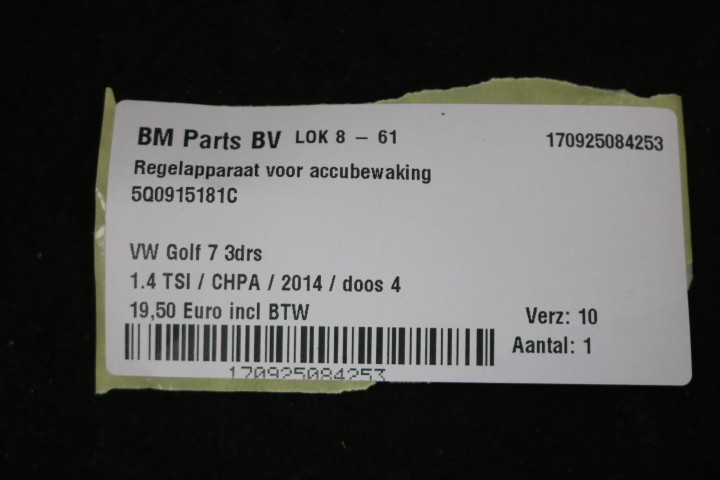 BM Parts BV LOK 8 - 61 170925084253
Regelapparaat voor accubewaking
5Q0915181C
VW Golf 7 3drs
1.4 TSI / CHPA / 2014 / doos 4
19,50 Euro incl BTW
Verz: 10
Aantal: 1
170925084253